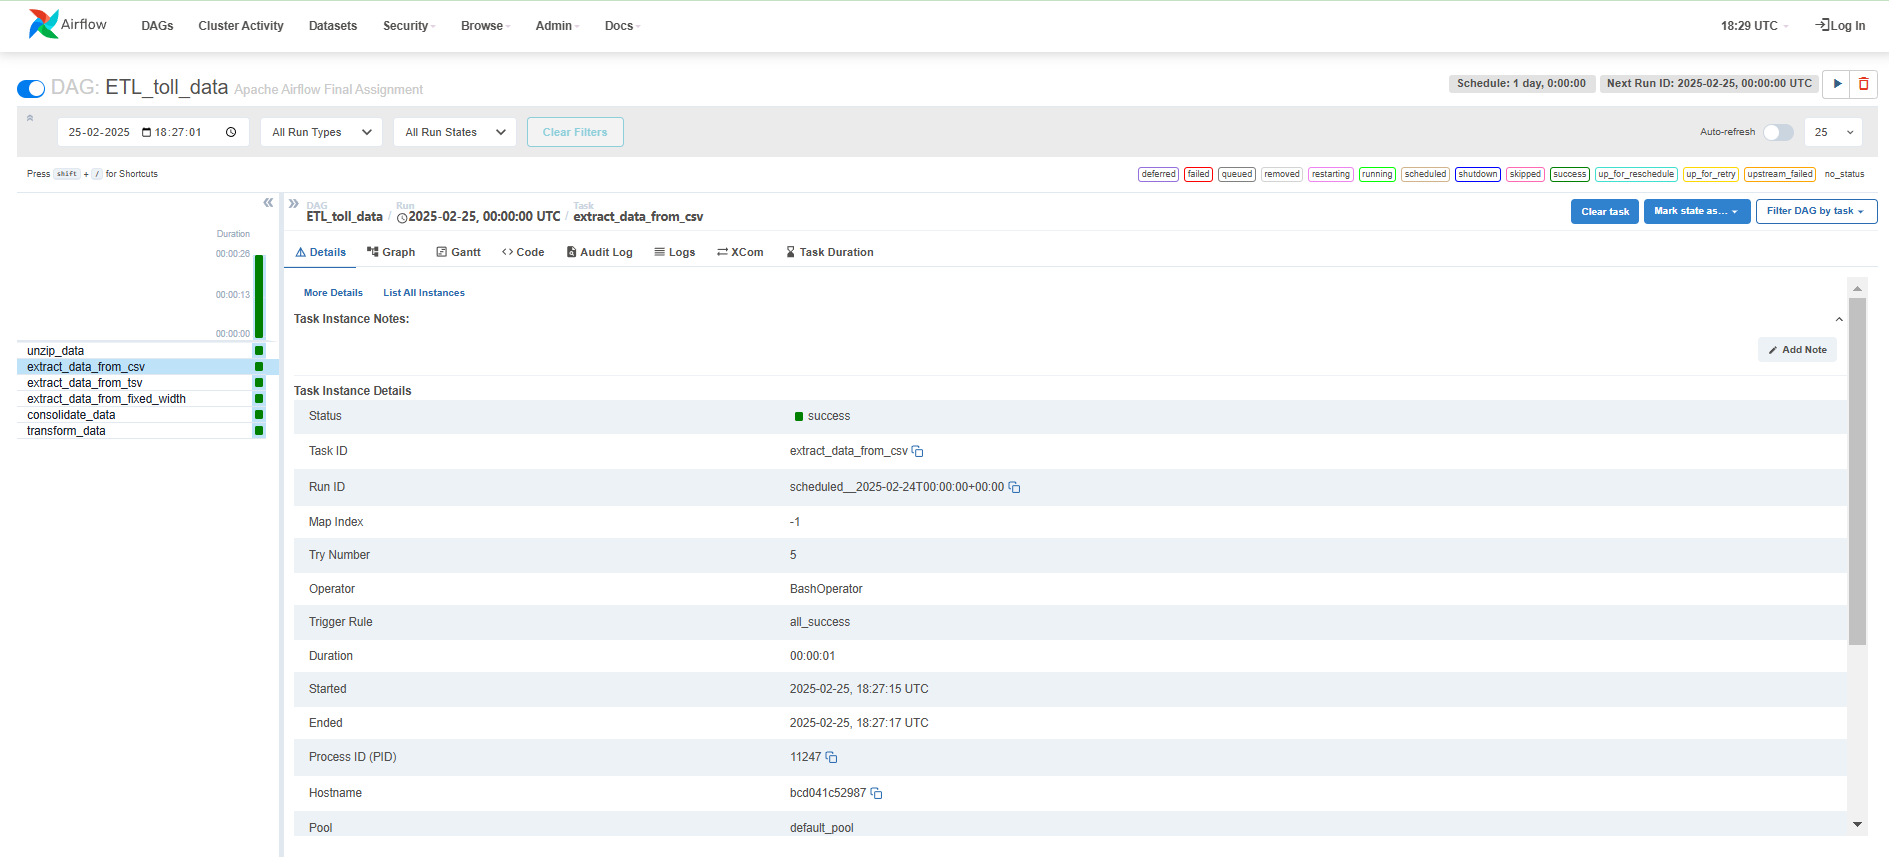 Airflow DAGs Cluster Activity Datasets Security Browse Admin Docs 18:29 UTC Log In
DAG: ETL_toll_data Apache Airflow Final Assignment Schedule: 1 day, 0:00:00 Next Run ID: 2025-02-25, 00:00:00 UTC
25-02-2025 18:27:01 All Run Types All Run States Clear Filters Auto-refresh 25
Press shift + / for Shortcuts deferred failed queued removed restarting running scheduled shutdown skipped success up_for_reschedule up_for_retry upstream_failed no_status
DAG Run Task
ETL_toll_data / 2025-02-25, 00:00:00 UTC / extract_data_from_csv Clear task Mark state as... Filter DAG by task
Duration
00:00:26
00:00:13
00:00:00
unzip_data
extract_data_from_csv
extract_data_from_tsv
extract_data_from_fixed_width
consolidate_data
transform_data
Details Graph Gantt Code Audit Log Logs XCom Task Duration
More Details List All Instances
Task Instance Notes:
Add Note
Task Instance Details
Status success
Task ID extract_data_from_csv
Run ID scheduled__2025-02-24T00:00:00+00:00
Map Index -1
Try Number 5
Operator BashOperator
Trigger Rule all_success
Duration 00:00:01
Started 2025-02-25, 18:27:15 UTC
Ended 2025-02-25, 18:27:17 UTC
Process ID (PID) 11247
Hostname bcd041c52987
Pool default_pool